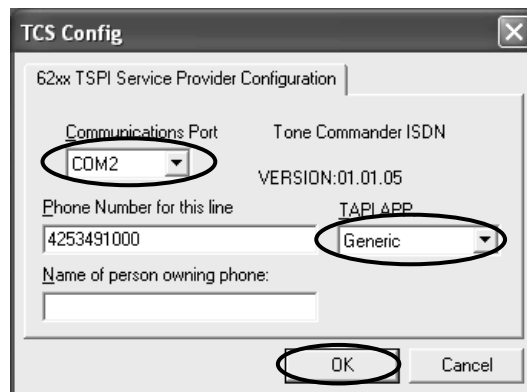 TCS Config
62xx TSPI Service Provider Configuration
Communications Port
Tone Commander ISDN
COM2
VERSION:01.01.05
Phone Number for this line
TAPI APP
4253491000
Generic
Name of person owning phone:
OK
Cancel